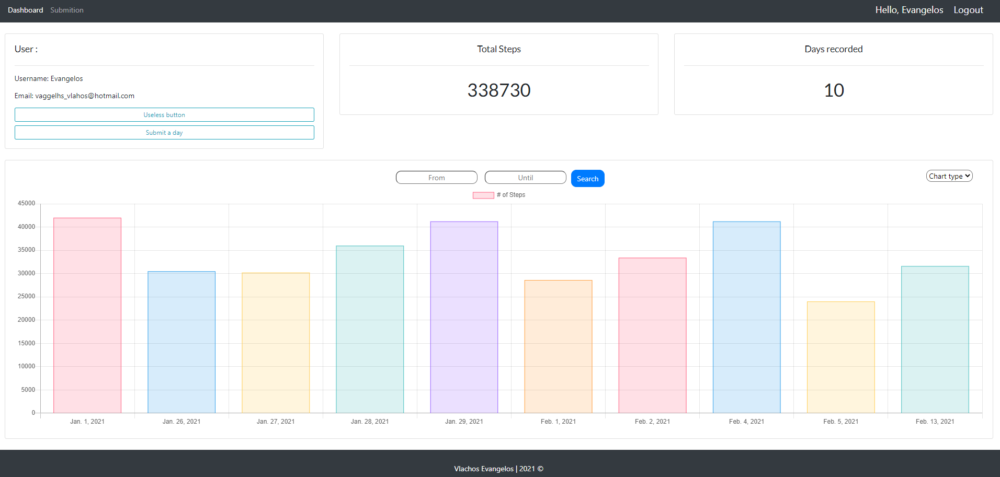 Dashboard Submition Hello, Evangelos Logout
User :
Username: Evangelos
Email: vaggelhs_vlahos@hotmail.com
Useless button
Submit a day
Total Steps
338730
Days recorded
10
From Until Search Chart type
# of Steps
45000
40000
35000
30000
25000
20000
15000
10000
5000
0
Jan. 1, 2021 Jan. 26, 2021 Jan. 27, 2021 Jan. 28, 2021 Jan. 29, 2021 Feb. 1, 2021 Feb. 2, 2021 Feb. 4, 2021 Feb. 5, 2021 Feb. 13, 2021
Vlachos Evangelos | 2021 ©